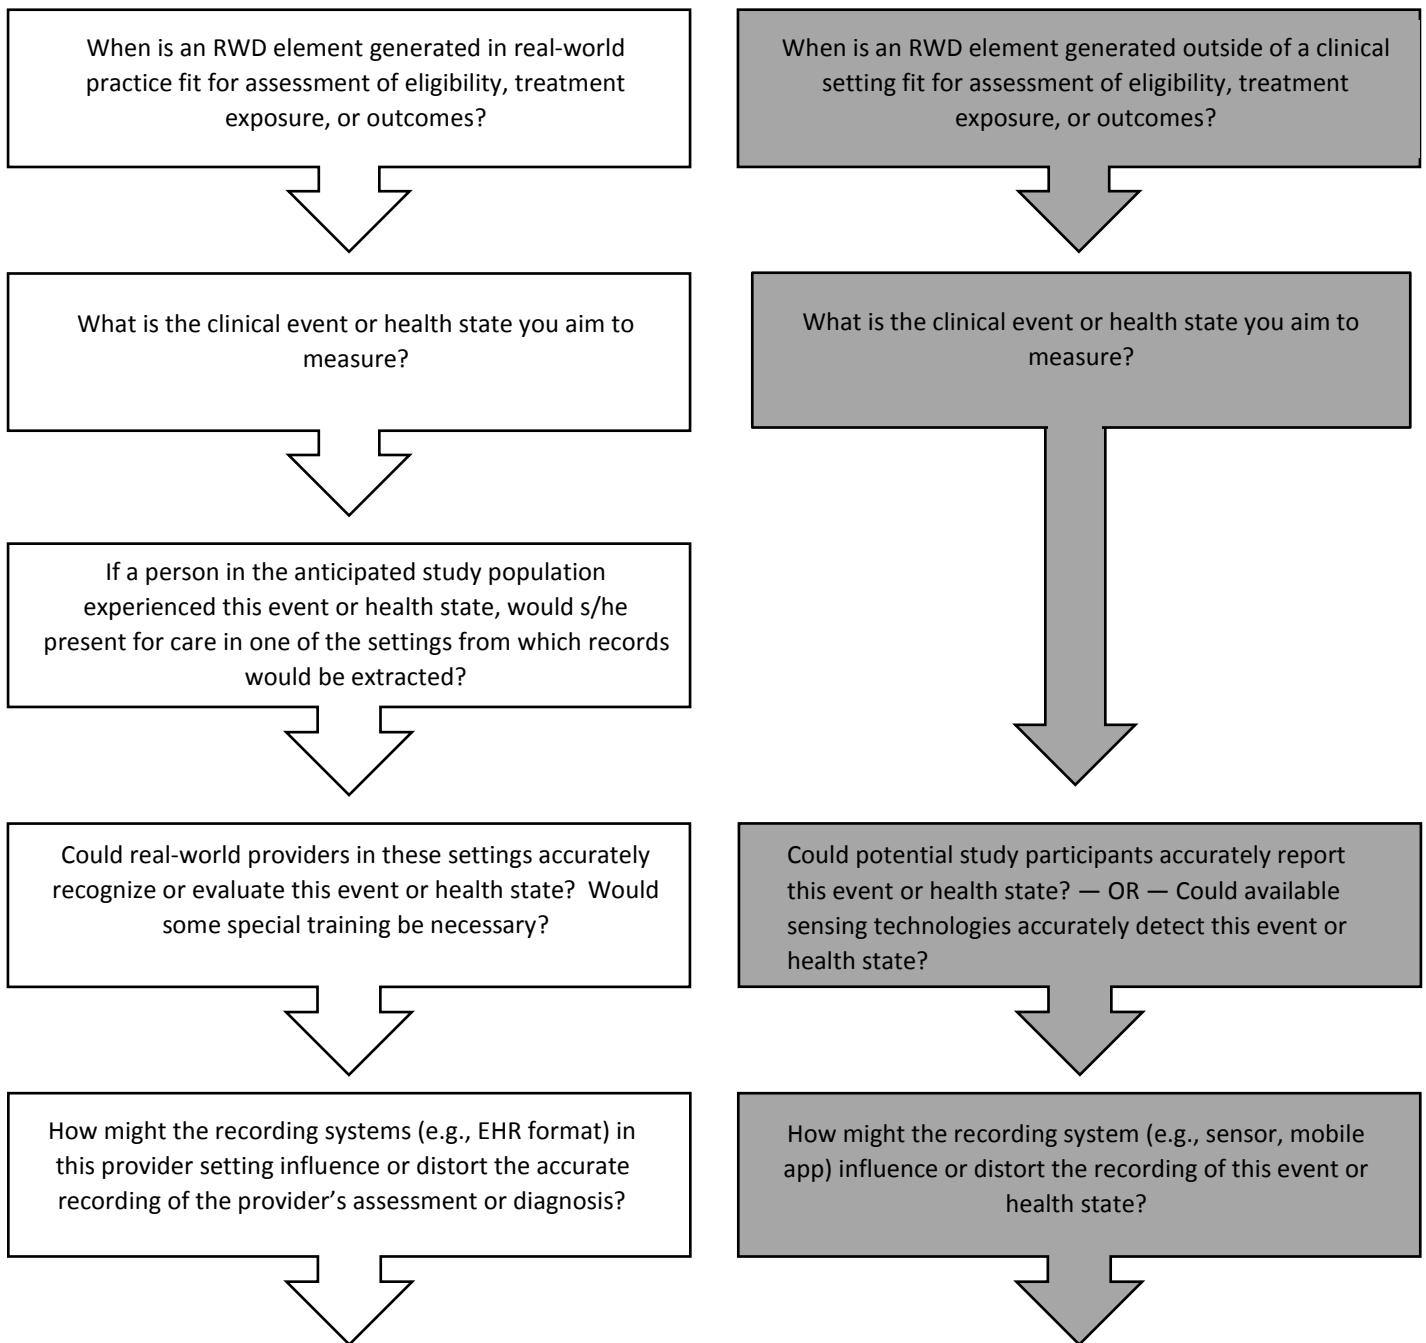 When is an RWD element generated in real-world
practice fit for assessment of eligibility, treatment
exposure, or outcomes?
When is an RWD element generated outside of a clinical
setting fit for assessment of eligibility, treatment
exposure, or outcomes?
What is the clinical event or health state you aim to
measure?
What is the clinical event or health state you aim to
measure?
If a person in the anticipated study population
experienced this event or health state, would s/he
present for care in one of the settings from which records
would be extracted?
Could real-world providers in these settings accurately
recognize or evaluate this event or health state?  Would
some special training be necessary?
Could potential study participants accurately report
this event or health state? — OR — Could available
sensing technologies accurately detect this event or
health state?
How might the recording systems (e.g., EHR format) in
this provider setting influence or distort the accurate
recording of the provider’s assessment or diagnosis?
How might the recording system (e.g., sensor, mobile
app) influence or distort the recording of this event or
health state?